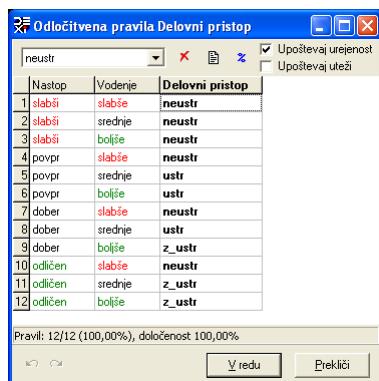 Odločitvena pravila Delovni pristop
neustr
Upoštevaj urejenost
Upoštevaj uteži
Nastop Vodenje Delovni pristop
1 slabši slabše neustr
2 slabši srednje neustr
3 slabši boljše neustr
4 povpr slabše neustr
5 povpr srednje ustr
6 povpr boljše ustr
7 dober slabše neustr
8 dober srednje ustr
9 dober boljše z_ustr
10 odličen slabše neustr
11 odličen srednje z_ustr
12 odličen boljše z_ustr
Pravil: 12/12 (100,00%), določenost 100,00%
V redu Prekliči